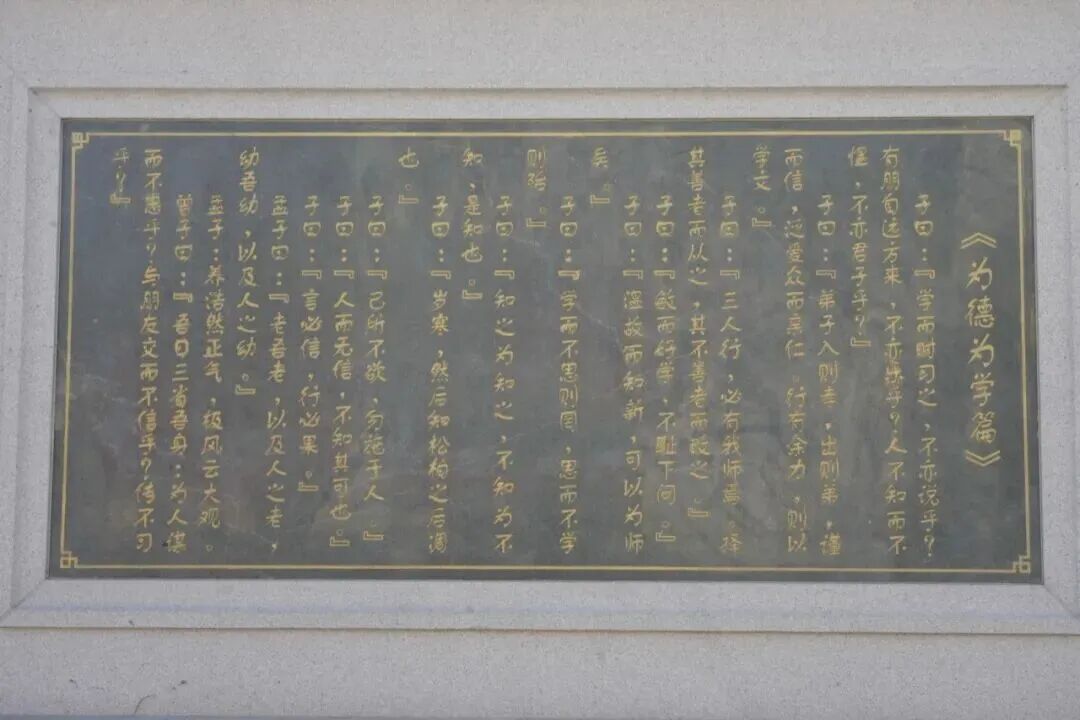 《为德为学篇》
子曰:『学而时习之,不亦说乎?
有朋自远方来,不亦乐乎?人不知而不
愠,不亦君子乎?』
子曰:『弟子入则孝,出则弟,谨
而信,泛爱众而亲仁。行有余力,则以
学文。』
子曰:『三人行,必有我师焉。择
其善者而从之,其不善者而改之。』
子曰:『敏而好学,不耻下问。』
子曰:『温故而知新,可以为师
矣。』
子曰:『学而不思则罔,思而不学
则殆。』
子曰:『知之为知之,不知为不
知,是知也。』
子曰:『岁寒,然后知松柏之后凋
也。』
子曰:『己所不欲,勿施于人。』
子曰:『人而无信,不知其可也。』
子曰:『言必信,行必果。』
孟子曰:『老吾老,以及人之老,
幼吾幼,以及人之幼。』
孟子:养浩然正气,极风云大观。
曾子曰:『吾日三省吾身:为人谋
而不忠乎?与朋友交而不信乎?传不习
乎?』